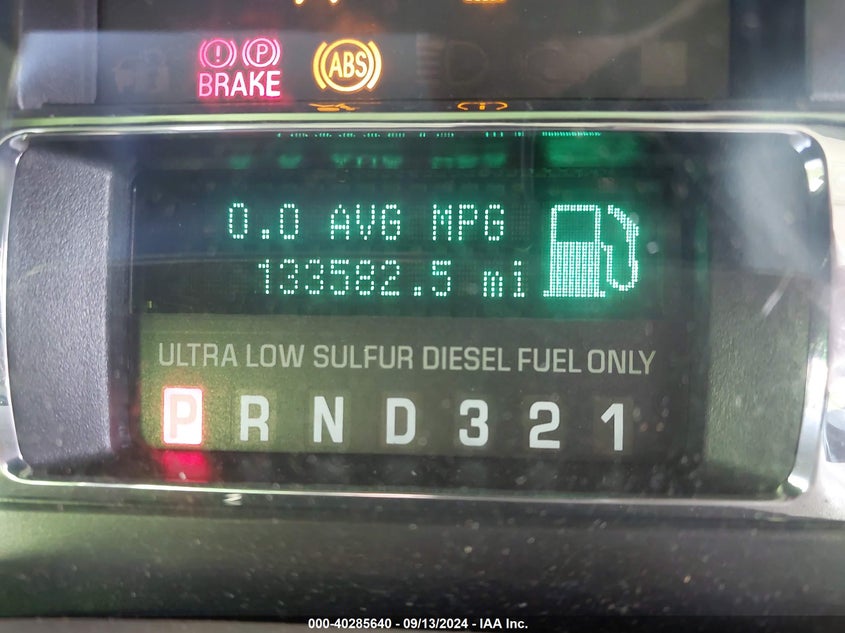 (!) (P)
BRAKE
ABS
0.0 AVG MPG
133582.5 mi
ULTRA LOW SULFUR DIESEL FUEL ONLY
P R N D 3 2 1
000-40285640 - 09/13/2024 - IAA Inc.